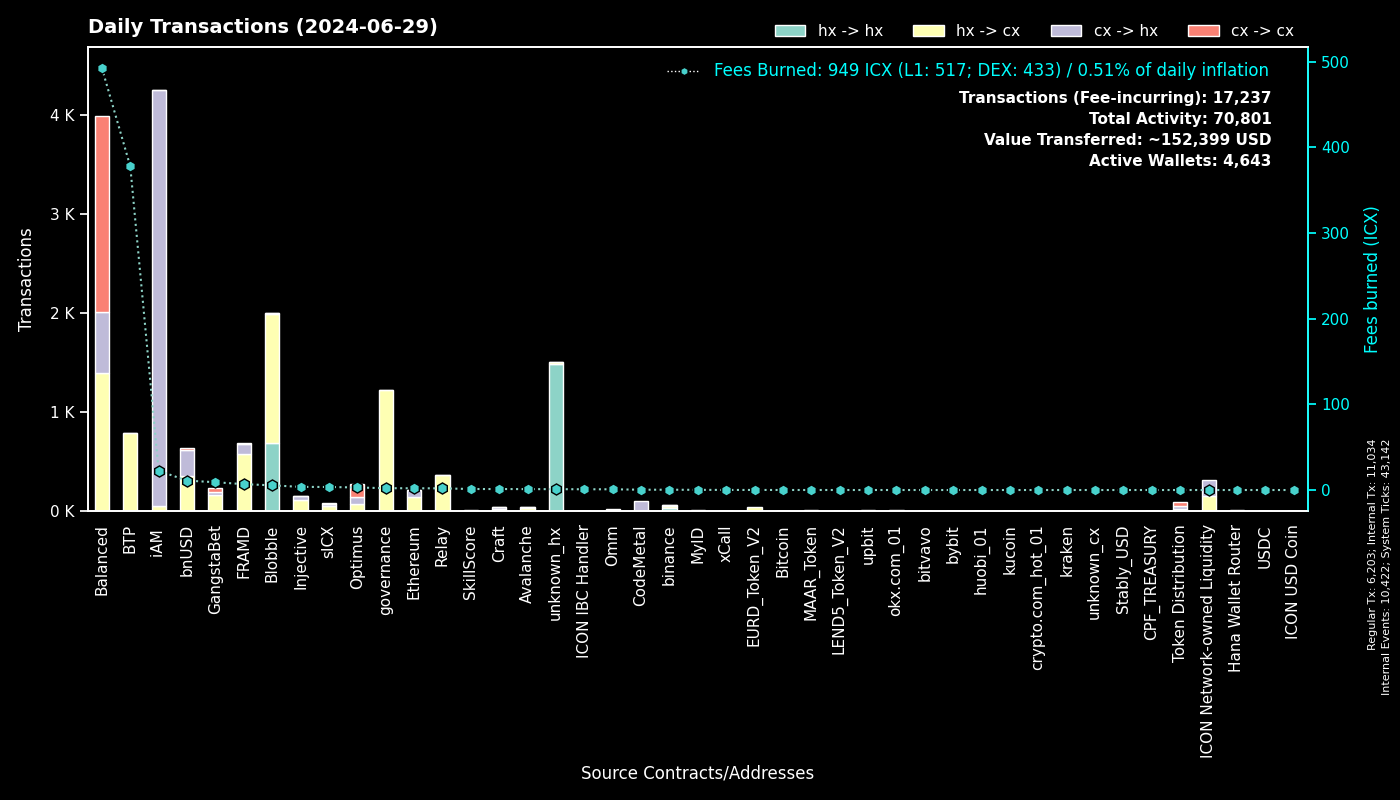 Daily Transactions (2024-06-29)
hx -> hx
hx -> cx
cx -> hx
cx -> cx
Fees Burned: 949 ICX (L1: 517; DEX: 433) / 0.51% of daily inflation
Transactions (Fee-incurring): 17,237
Total Activity: 70,801
Value Transferred: ~152,399 USD
Active Wallets: 4,643
Transactions
4 K
3 K
2 K
1 K
0 K
500
400
300
200
100
0
Fees burned (ICX)
Balanced
BTP
IAM
bnUSD
GangstaBet
FRAMD
Blobble
Injective
sICX
Optimus
governance
Ethereum
Relay
SkillScore
Craft
Avalanche
unknown_hx
ICON IBC Handler
Omm
CodeMetal
binance
MyID
xCall
EURD_Token_V2
Bitcoin
MAAR_Token
LEND5_Token_V2
upbit
okx.com_01
bitvavo
bybit
huobi_01
kucoin
crypto.com_hot_01
kraken
unknown_cx
Stably_USD
CPF_TREASURY
Token Distribution
ICON Network-owned Liquidity
Hana Wallet Router
USDC
ICON USD Coin
Source Contracts/Addresses
Regular Tx: 6,203; Internal Tx: 11,034
Internal Events: 10,422; System Ticks: 43,142